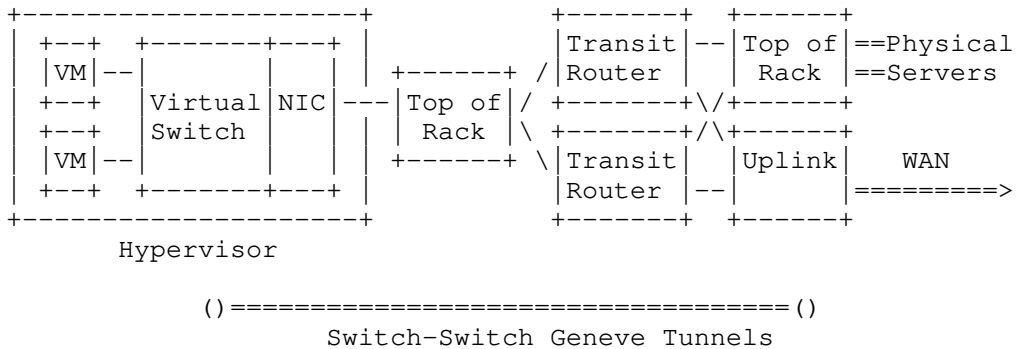 Transit Top of Physical
VM Router Rack Servers
Virtual NIC Top of
Switch Rack
VM Transit Uplink WAN
Router
Hypervisor
Switch-Switch Geneve Tunnels